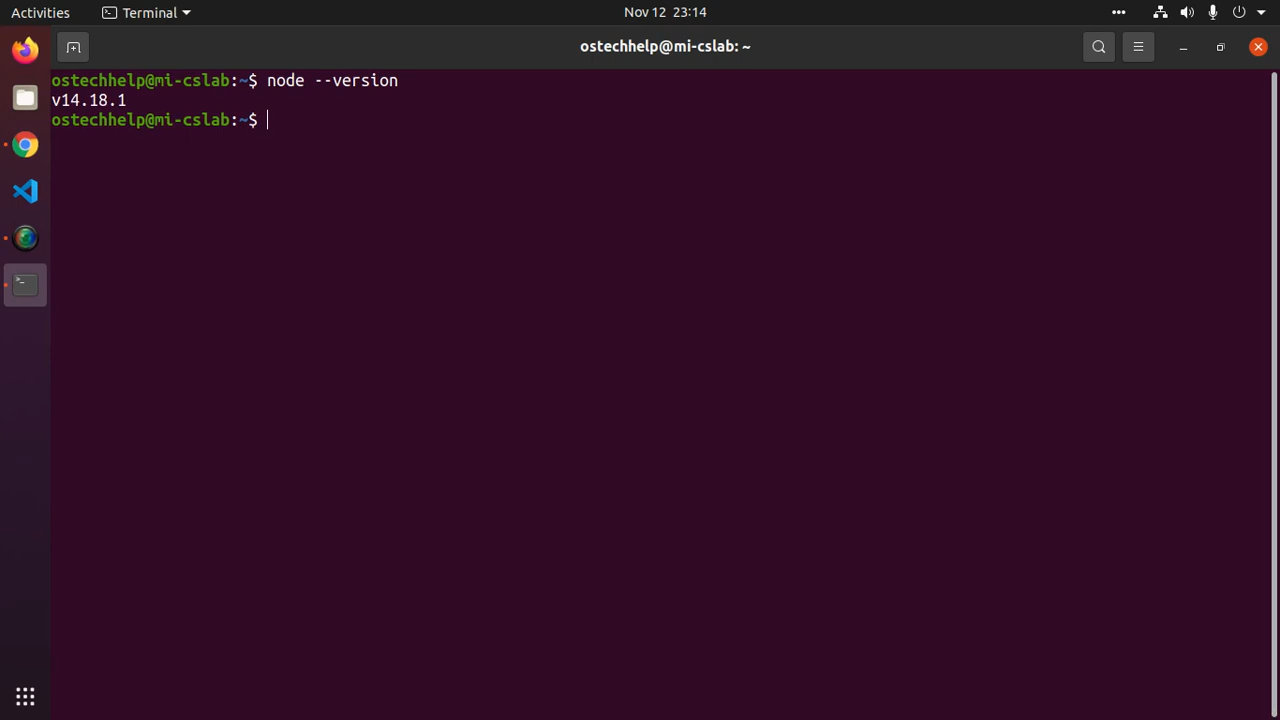 Activities Terminal Nov 12 23:14
ostechhelp@mi-cslab: ~
ostechhelp@mi-cslab:~$ node --version
v14.18.1
ostechhelp@mi-cslab:~$